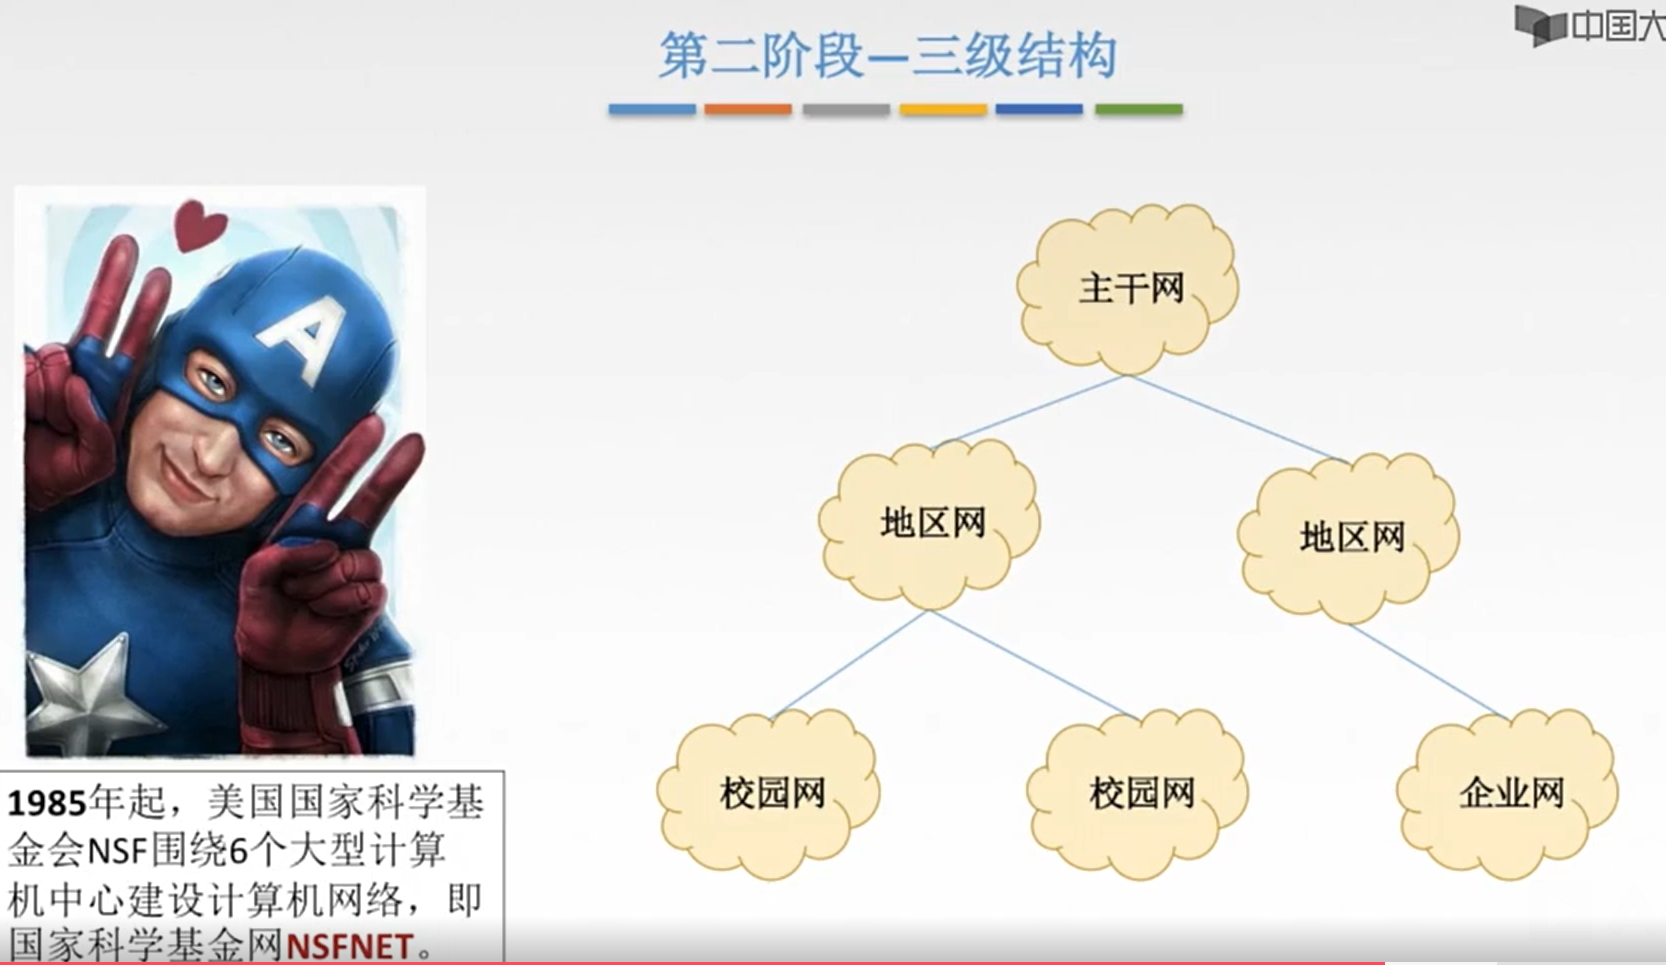 中国大
第二阶段—三级结构
A
主干网
地区网
地区网
校园网
校园网
企业网
1985年起，美国国家科学基
金会NSF围绕6个大型计算
机中心建设计算机网络，即
国家科学基金网NSFNET。